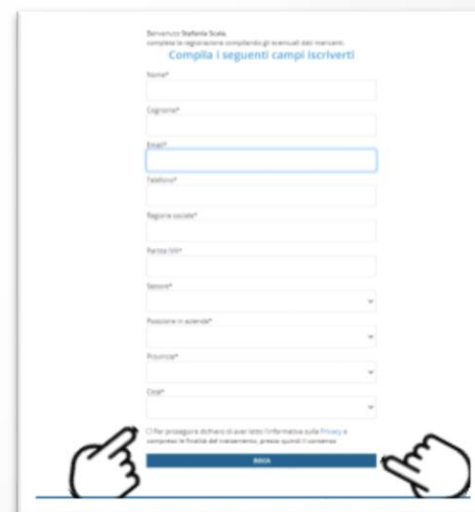 Benvenuto Stefania Scala,
completa la registrazione compilando gli eventuali dati mancanti.
Compila i seguenti campi iscriverti
Nome*
Cognome*
Email*
Telefono*
Ragione sociale*
Partita IVA*
Settore*
Posizione in azienda*
Provincia*
Città*
Per proseguire dichiaro di aver letto l'informativa sulla Privacy e
compreso le finalità del trattamento, presto quindi il consenso
INVIA